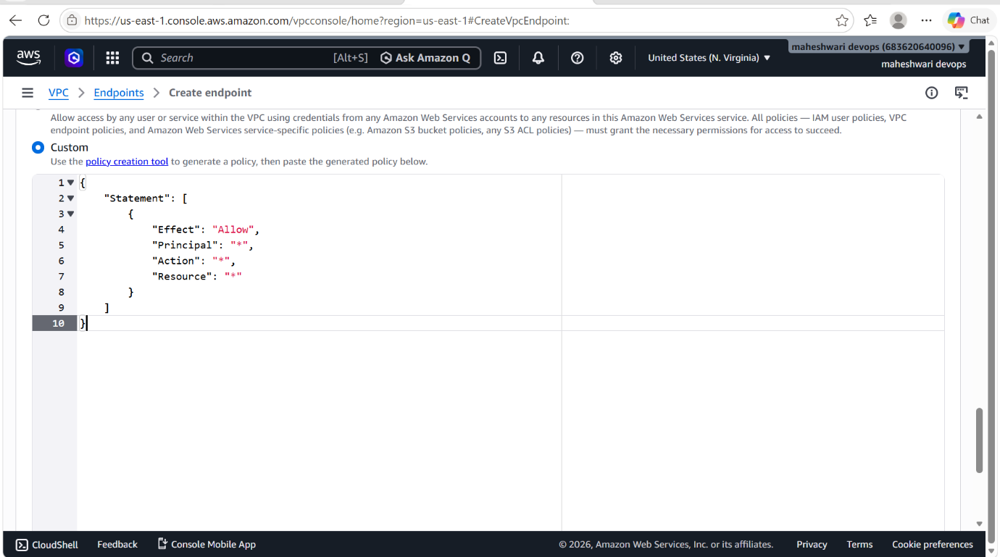 https://us-east-1.console.aws.amazon.com/vpcconsole/home?region=us-east-1#CreateVpcEndpoint:
Chat
aws
Search [Alt+S] Ask Amazon Q
United States (N. Virginia)
maheshwari devops (683620640096)
maheshwari devops
VPC > Endpoints > Create endpoint
Allow access by any user or service within the VPC using credentials from any Amazon Web Services accounts to any resources in this Amazon Web Services service. All policies — IAM user policies, VPC
endpoint policies, and Amazon Web Services service-specific policies (e.g. Amazon S3 bucket policies, any S3 ACL policies) — must grant the necessary permissions for access to succeed.
Custom
Use the policy creation tool to generate a policy, then paste the generated policy below.
1 {
2 "Statement": [
3 {
4 "Effect": "Allow",
5 "Principal": "*",
6 "Action": "*",
7 "Resource": "*"
8 }
9 ]
10 }
CloudShell Feedback Console Mobile App © 2026, Amazon Web Services, Inc. or its affiliates. Privacy Terms Cookie preferences